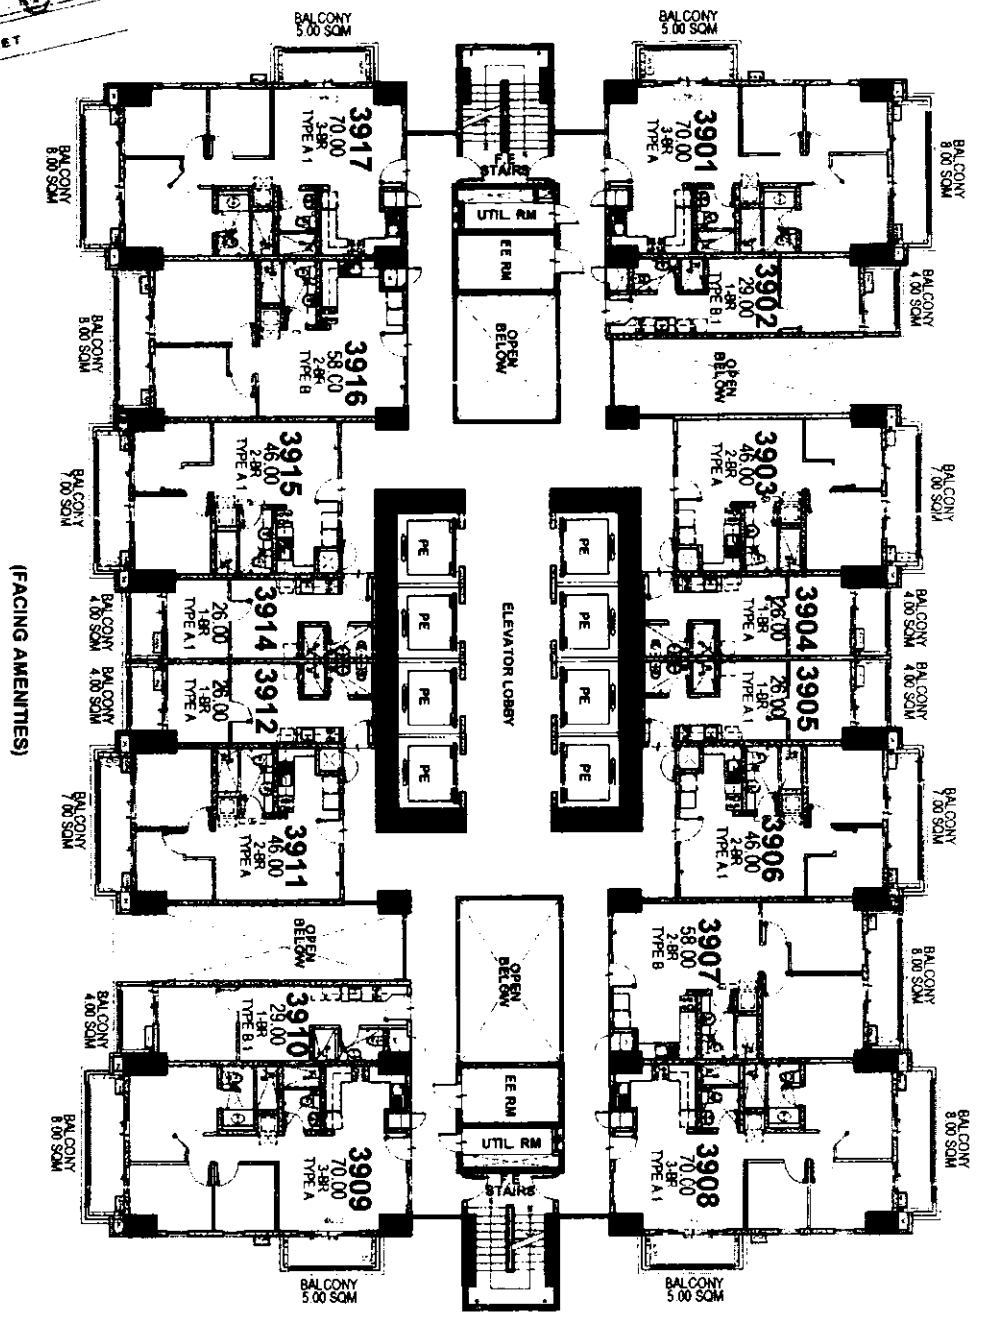 ET
BALCONY
5.00 SQM
BALCONY
5.00 SQM
BALCONY
8.00 SQM
3917
70.00
3-BR
TYPE A.1
F.E.
STAIRS
UTIL. RM
EE RM
OPEN
BELOW
3901
70.00
3-BR
TYPE A
BALCONY
8.00 SQM
3902
29.00
1-BR
TYPE B.1
BALCONY
4.00 SQM
OPEN
BELOW
BALCONY
8.00 SQM
3916
58.00
2-BR
TYPE B
BALCONY
7.00 SQM
3915
46.00
2-BR
TYPE A.1
3903
46.00
2-BR
TYPE A
BALCONY
7.00 SQM
(FACING AMENITIES)
BALCONY
4.00 SQM
3914
26.00
1-BR
TYPE A.1
PE
PE
PE
PE
ELEVATOR LOBBY
PE
PE
PE
PE
3904
26.00
1-BR
TYPE A
BALCONY
4.00 SQM
BALCONY
4.00 SQM
3912
26.00
1-BR
TYPE A
3905
26.00
1-BR
TYPE A.1
BALCONY
4.00 SQM
BALCONY
7.00 SQM
3911
46.00
2-BR
TYPE A
3906
46.00
2-BR
TYPE A.1
BALCONY
7.00 SQM
OPEN
BELOW
OPEN
BELOW
3907
58.00
2-BR
TYPE B
BALCONY
8.00 SQM
BALCONY
4.00 SQM
3910
29.00
1-BR
TYPE B.1
EE RM
UTIL. RM
F.E.
STAIRS
BALCONY
8.00 SQM
3909
70.00
3-BR
TYPE A
3908
70.00
3-BR
TYPE A.1
BALCONY
8.00 SQM
BALCONY
5.00 SQM
BALCONY
5.00 SQM